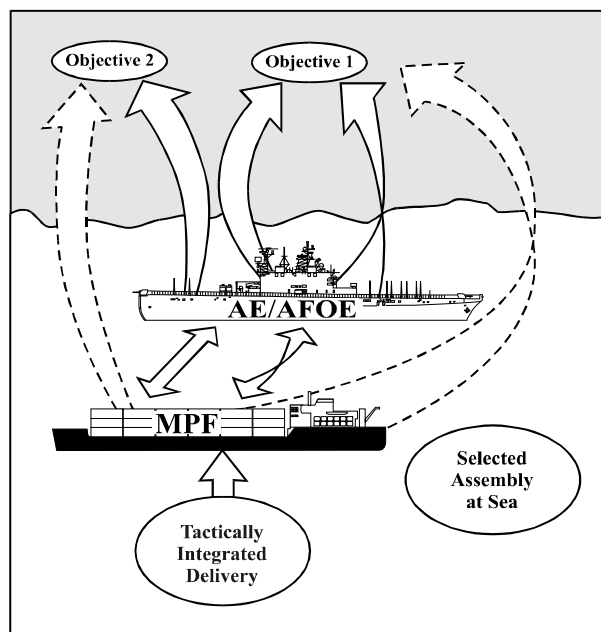 Objective 2
Objective 1
AE/AFOE
MPF
Selected
Assembly
at Sea
Tactically
Integrated
Delivery